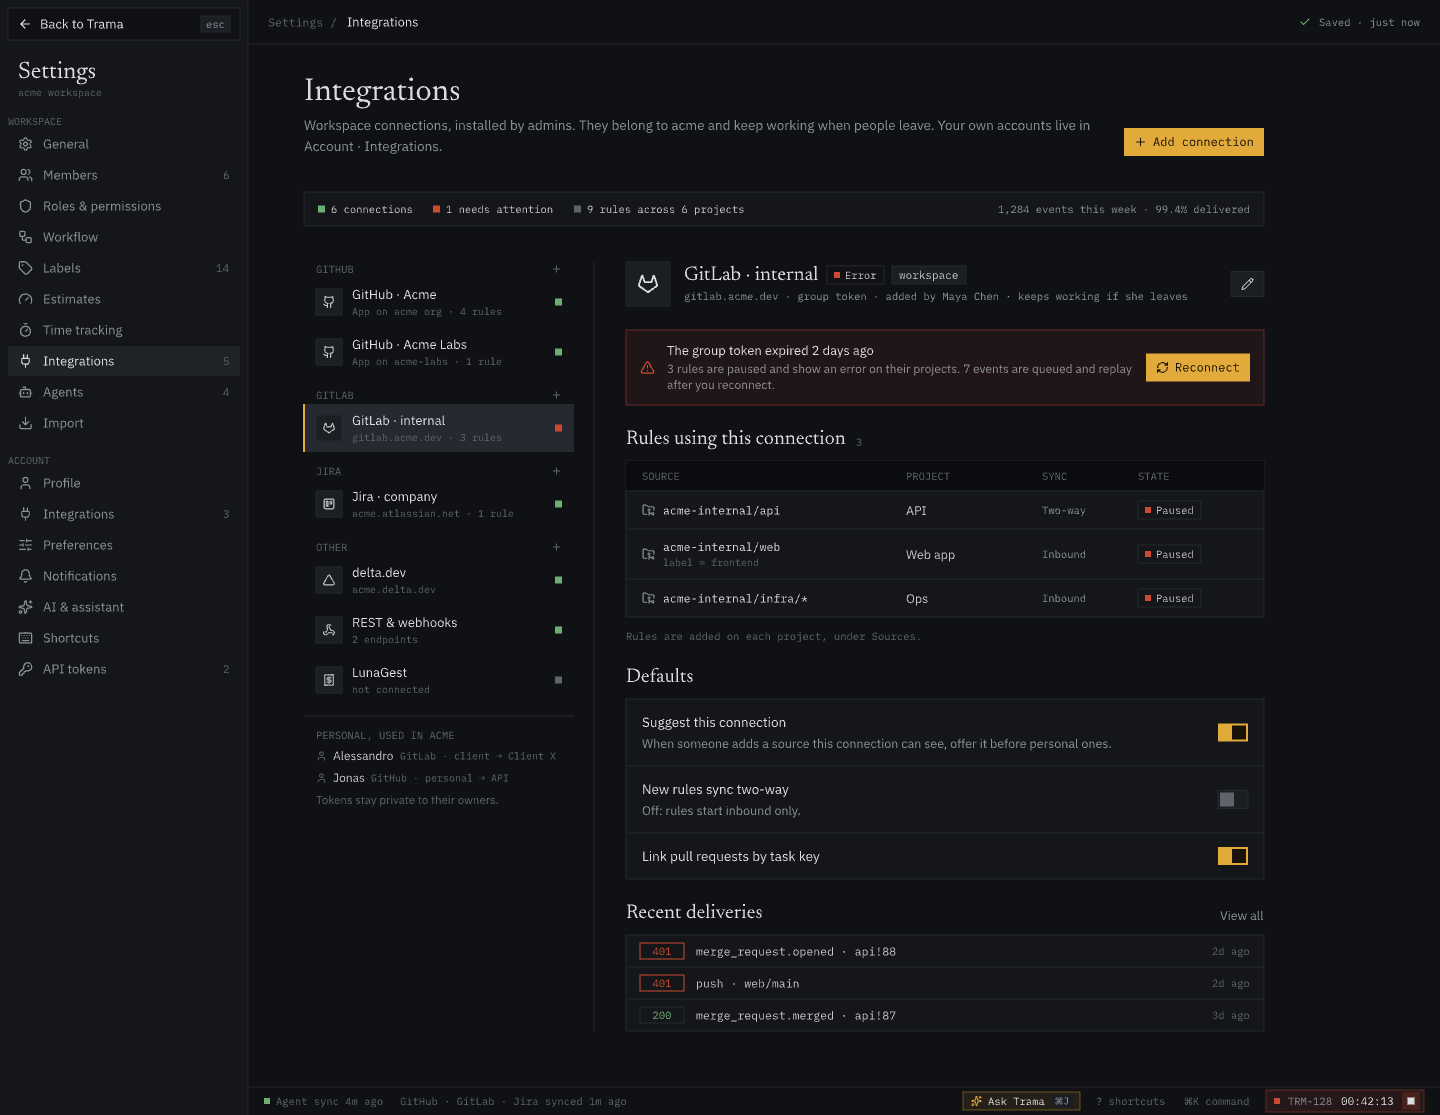 Back to Trama esc
Settings
acme workspace
WORKSPACE
General
Members 6
Roles & permissions
Workflow
Labels 14
Estimates
Time tracking
Integrations 5
Agents 4
Import
ACCOUNT
Profile
Integrations 3
Preferences
Notifications
AI & assistant
Shortcuts
API tokens 2
Settings / Integrations
Saved · just now
Integrations
Workspace connections, installed by admins. They belong to acme and keep working when people leave. Your own accounts live in
Account · Integrations.
+ Add connection
6 connections 1 needs attention 9 rules across 6 projects 1,284 events this week · 99.4% delivered
GITHUB +
GitHub · Acme
App on acme org · 4 rules
GitHub · Acme Labs
App on acme-labs · 1 rule
GITLAB +
GitLab · internal
gitlab.acme.dev · 3 rules
JIRA +
Jira · company
acme.atlassian.net · 1 rule
OTHER +
delta.dev
acme.delta.dev
REST & webhooks
2 endpoints
LunaGest
not connected
PERSONAL, USED IN ACME
Alessandro GitLab · client → Client X
Jonas GitHub · personal → API
Tokens stay private to their owners.
GitLab · internal Error workspace
gitlab.acme.dev · group token · added by Maya Chen · keeps working if she leaves
The group token expired 2 days ago
3 rules are paused and show an error on their projects. 7 events are queued and replay
after you reconnect.
Reconnect
Rules using this connection 3
SOURCE PROJECT SYNC STATE
acme-internal/api API Two-way Paused
acme-internal/web Web app Inbound Paused
label = frontend
acme-internal/infra/* Ops Inbound Paused
Rules are added on each project, under Sources.
Defaults
Suggest this connection
When someone adds a source this connection can see, offer it before personal ones.
New rules sync two-way
Off: rules start inbound only.
Link pull requests by task key
Recent deliveries View all
401 merge_request.opened · api!88 2d ago
401 push · web/main 2d ago
200 merge_request.merged · api!87 3d ago
Agent sync 4m ago GitHub · GitLab · Jira synced 1m ago Ask Trama ⌘J ? shortcuts ⌘K command TRM-128 00:42:13